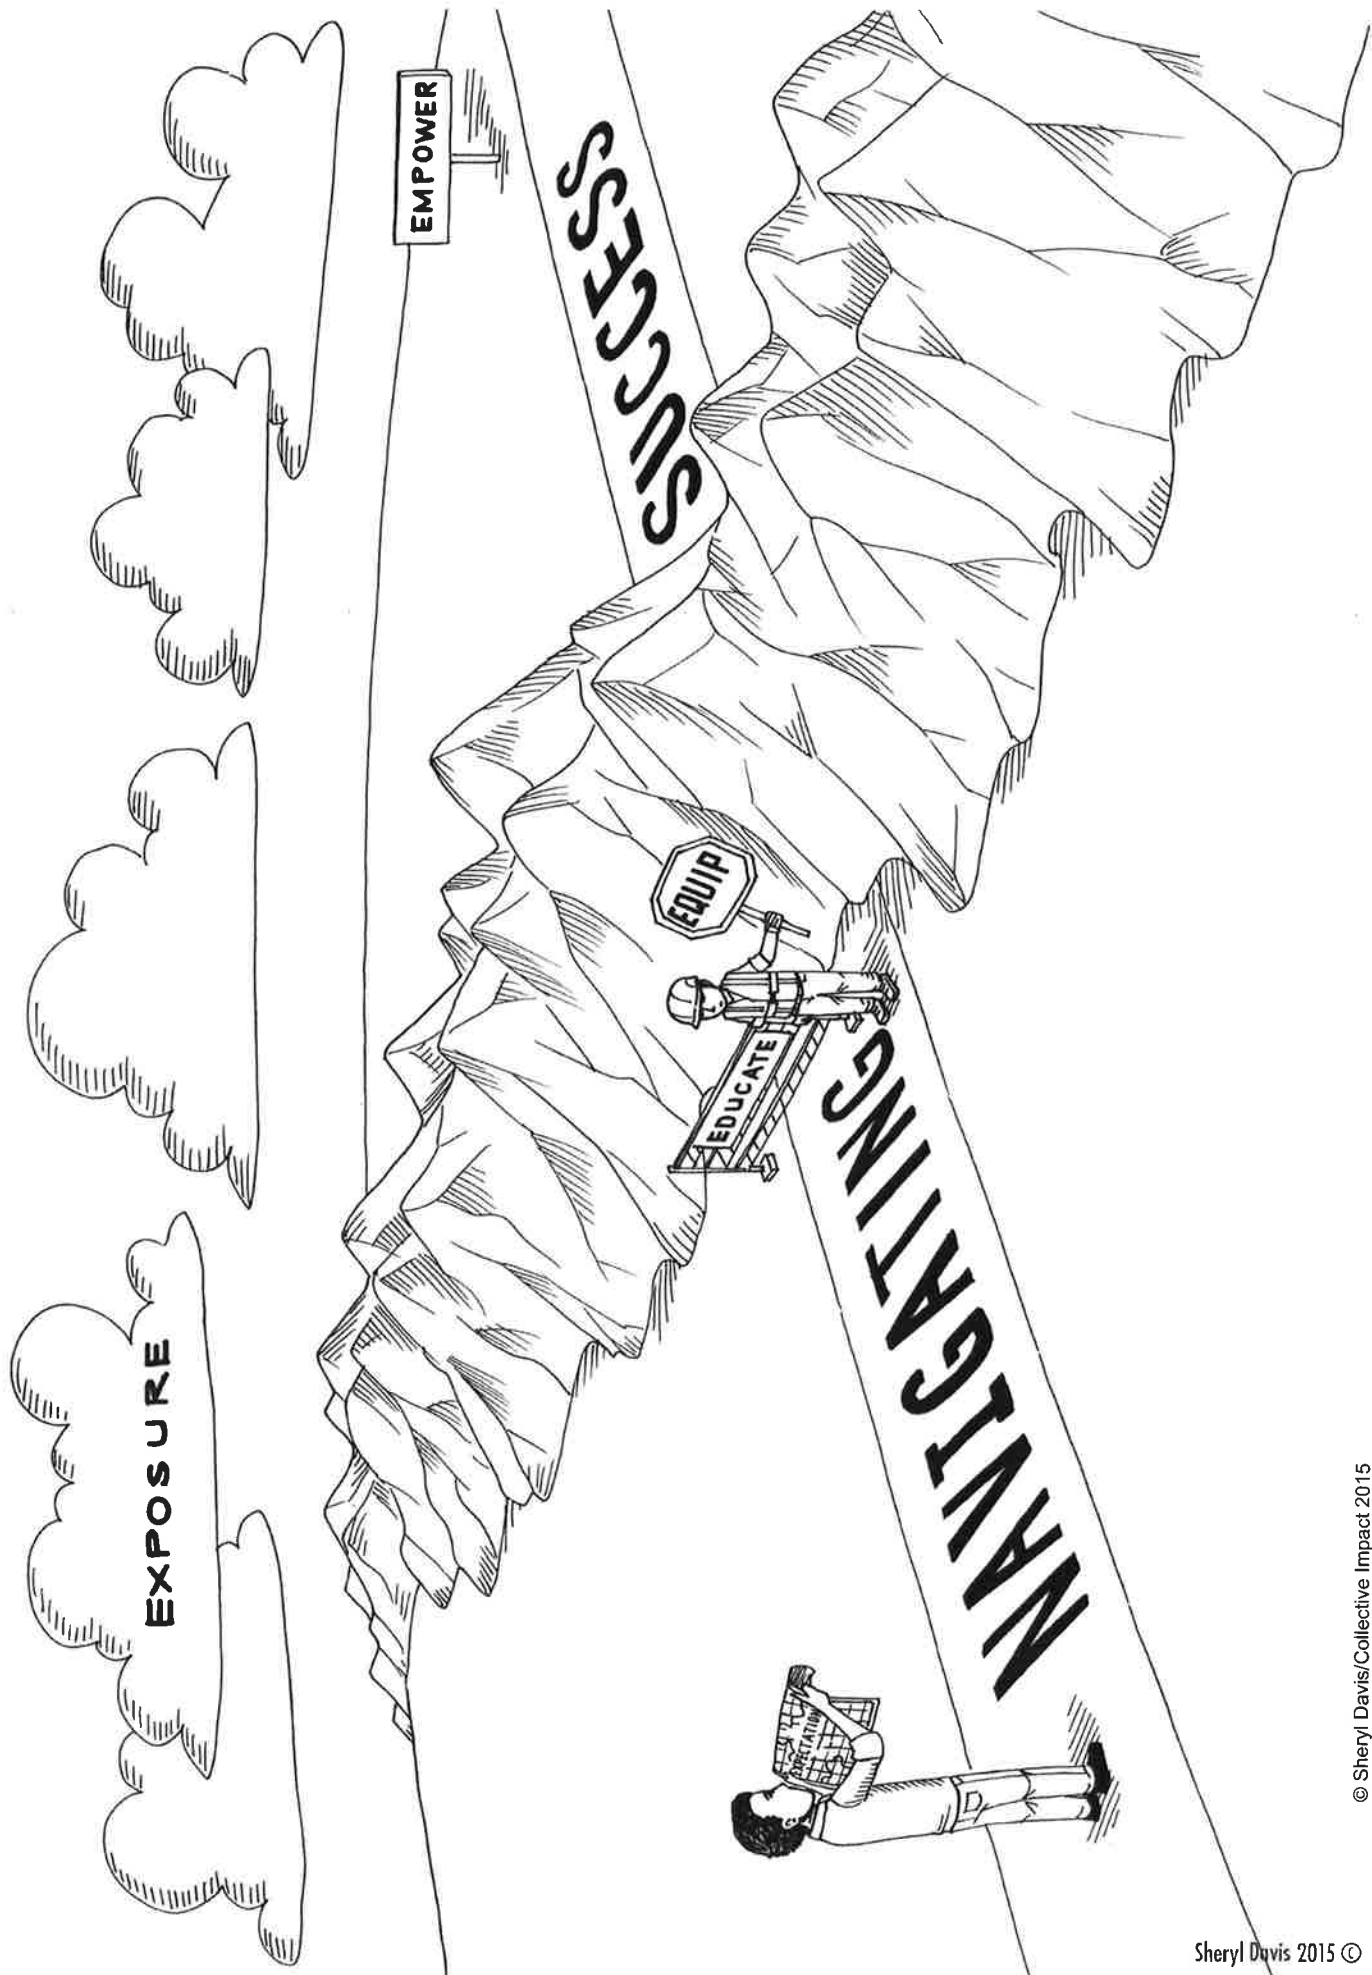 EXPOSURE
EMPOWER
SUCCESS
EQUIP
EDUCATE
NAVIGATING
EXPECTATION
© Sheryl Davis/Collective Impact 2015
Sheryl Davis 2015 ©